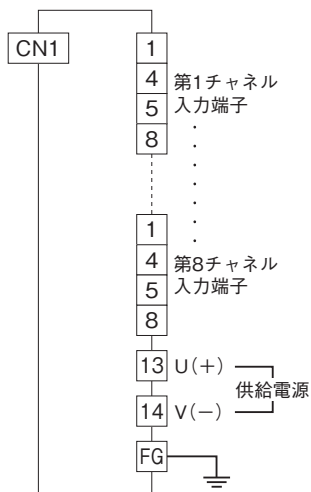 CN1
1
4
5
8
第1チャネル
入力端子
1
4
5
8
第8チャネル
入力端子
13 U(+)
供給電源
14 V(−)
FG